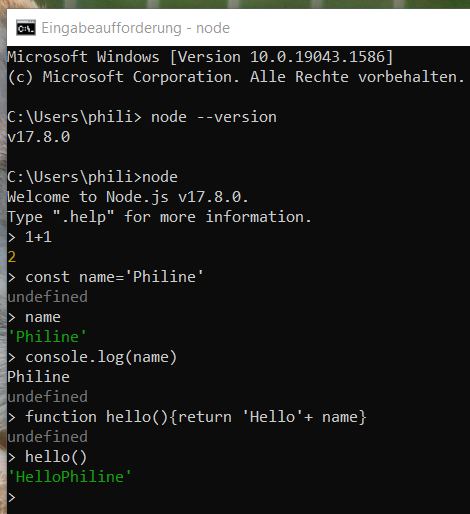 Eingabeaufforderung - node
Microsoft Windows [Version 10.0.19043.1586]
(c) Microsoft Corporation. Alle Rechte vorbehalten.
C:\Users\phili> node --version
v17.8.0
C:\Users\phili>node
Welcome to Node.js v17.8.0.
Type ".help" for more information.
> 1+1
2
> const name='Philine'
undefined
> name
'Philine'
> console.log(name)
Philine
undefined
> function hello(){return 'Hello'+ name}
undefined
> hello()
'HelloPhiline'
>